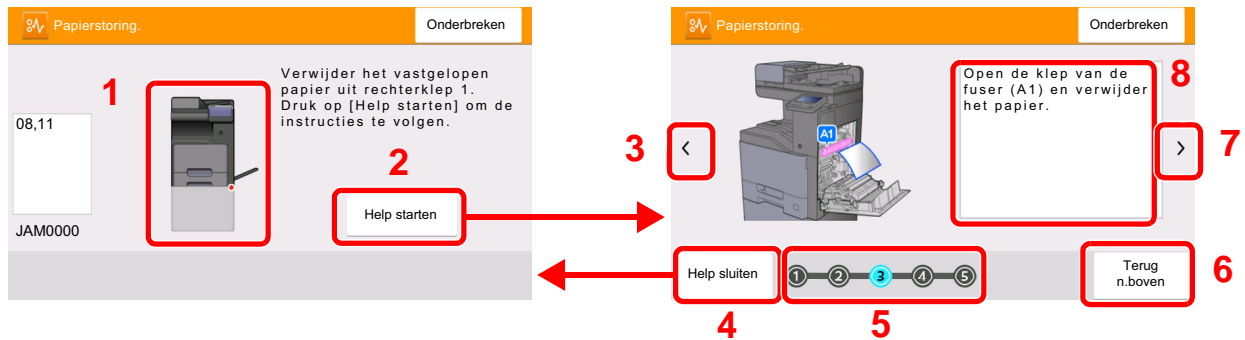 Papierstoring.
Onderbreken
1
Verwijder het vastgelopen
papier uit rechterklep 1.
Druk op [Help starten] om de
instructies te volgen.
08,11
2
Help starten
JAM0000
Papierstoring.
Onderbreken
8
Open de klep van de
fuser (A1) en verwijder
het papier.
A1
3
<
>
7
Help sluiten
1 2 3 4 5
Terug
n.boven
6
4
5